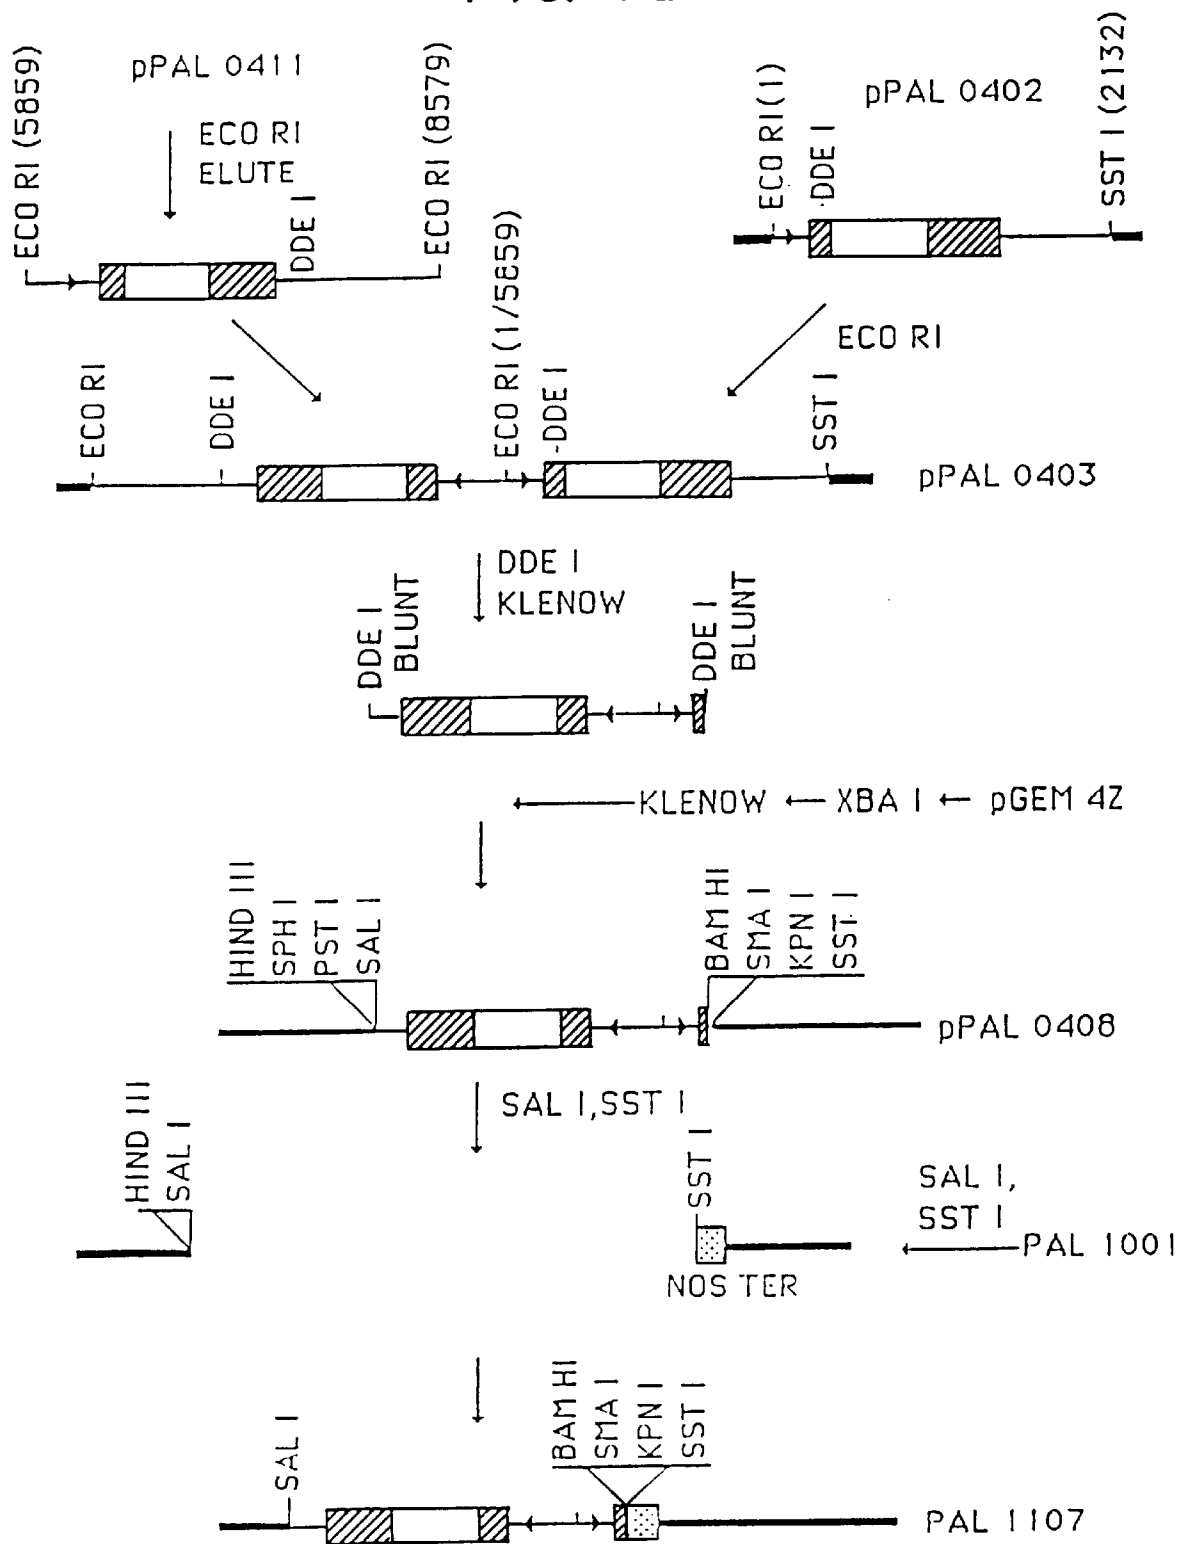 pPAL 0411
ECO RI (5859)
ECO RI
ELUTE
DDE I
ECO RI (8579)
pPAL 0402
ECO RI(1)
DDE I
SST I (2132)
ECO RI
ECO RI
DDE I
ECO RI (1/5859)
DDE I
SST I
pPAL 0403
DDE I
KLENOW
DDE I
BLUNT
DDE I
BLUNT
KLENOW
XBA I
pGEM 4Z
HIND III
SPH I
PST I
SAL I
BAM HI
SMA I
KPN I
SST I
pPAL 0408
SAL I,SST I
HIND III
SAL I
SST I
NOS TER
SAL I,
SST I
PAL 1001
SAL I
BAM HI
SMA I
KPN I
SST I
PAL 1107